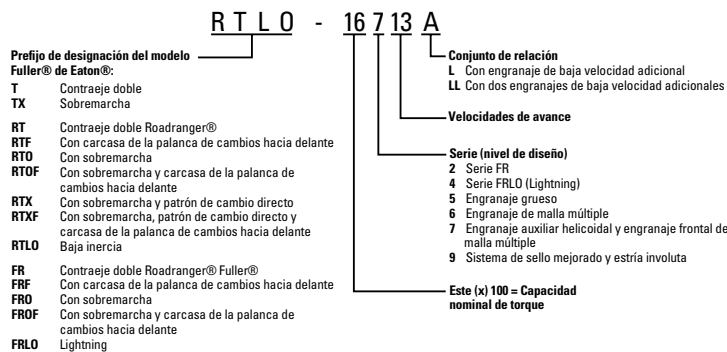 RTLO - 16 7 13 A
Prefijo de designación del modelo
Fuller® de Eaton®:
T Contraeje doble
TX Sobremarcha
RT Contraeje doble Roadranger®
RTF Con carcasa de la palanca de cambios hacia delante
RTO Con sobremarcha
RTOF Con sobremarcha y carcasa de la palanca de
cambios hacia delante
RTX Con sobremarcha y patrón de cambio directo
RTXF Con sobremarcha, patrón de cambio directo y
carcasa de la palanca de cambios hacia delante
RTLO Baja inercia
FR Contraeje doble Roadranger® Fuller®
FRF Con carcasa de la palanca de cambios hacia delante
FRO Con sobremarcha
FROF Con sobremarcha y carcasa de la palanca de
cambios hacia delante
FRLO Lightning
Conjunto de relación
L Con engranaje de baja velocidad adicional
LL Con dos engranajes de baja velocidad adicionales
Velocidades de avance
Serie (nivel de diseño)
2 Serie FR
4 Serie FRLO (Lightning)
5 Engranaje grueso
6 Engranaje de malla múltiple
7 Engranaje auxiliar helicoidal y engranaje frontal de
malla múltiple
9 Sistema de sello mejorado y estría involuta
Este (x) 100 = Capacidad
nominal de torque